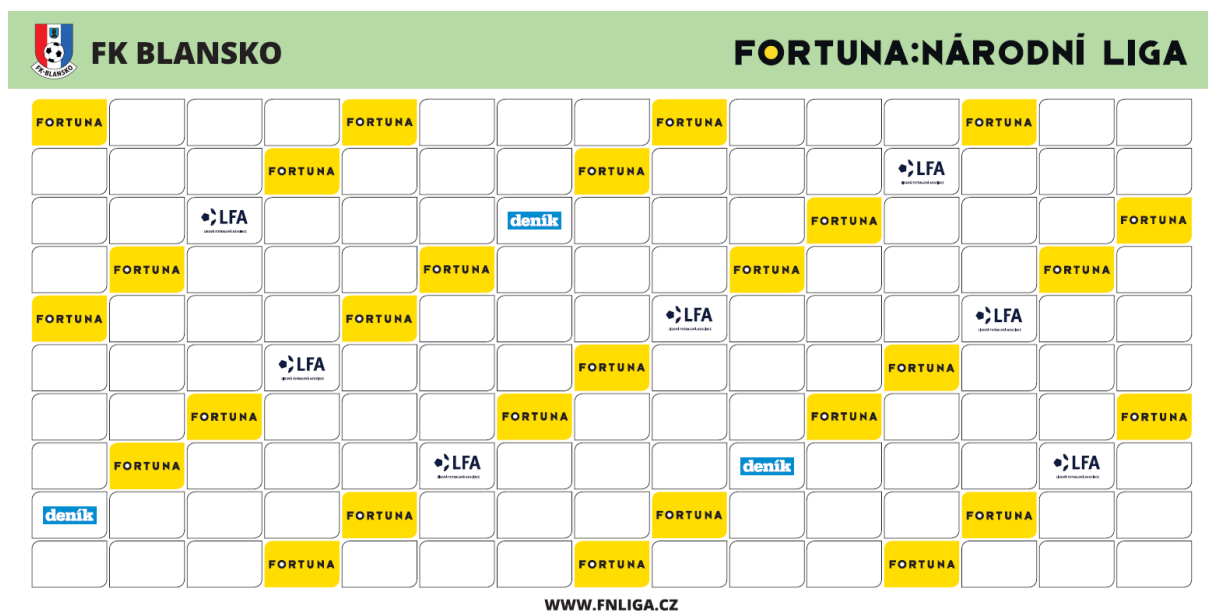 FK BLANSKO
FORTUNA:NÁRODNÍ LIGA
FK·BLANSKO
FORTUNA FORTUNA FORTUNA FORTUNA
FORTUNA FORTUNA LFA
LFA deník FORTUNA FORTUNA
FORTUNA FORTUNA FORTUNA FORTUNA
FORTUNA FORTUNA LFA LFA
LFA FORTUNA FORTUNA
FORTUNA FORTUNA FORTUNA FORTUNA
FORTUNA LFA deník LFA
deník FORTUNA FORTUNA FORTUNA
FORTUNA FORTUNA FORTUNA
WWW.FNLIGA.CZ